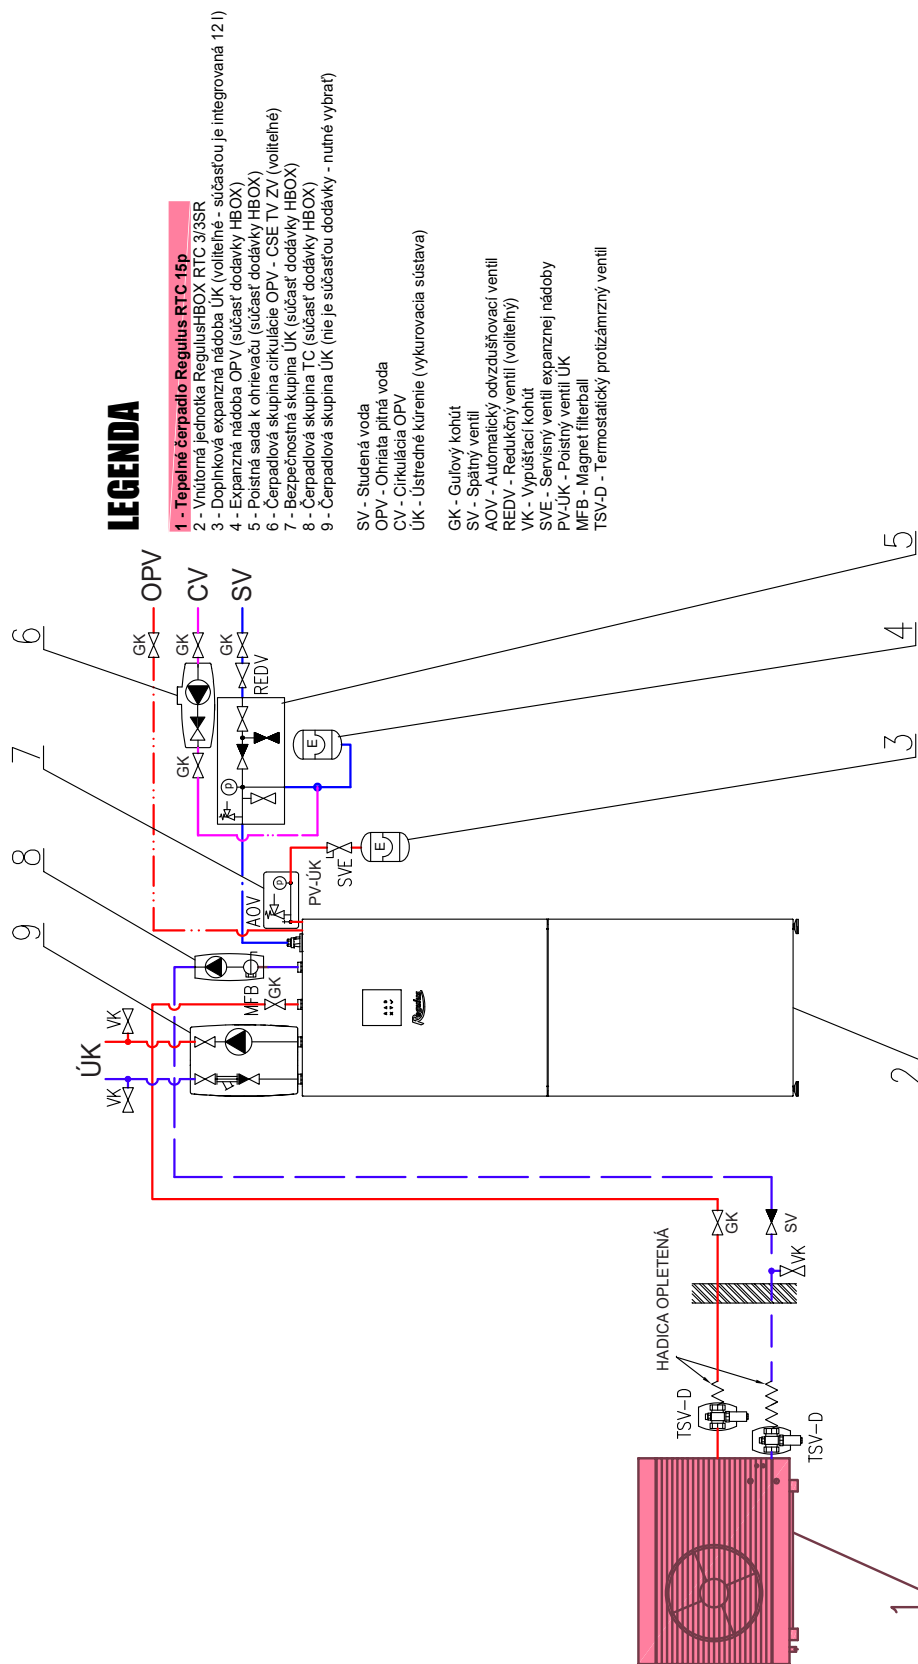 LEGENDA
1 - Tepelné čerpadlo Regulus RTC 15p
2 - Vnútorná jednotka RegulusHBOX RTC 3/3SR
3 - Doplnková expanzná nádoba ÚK (voliteľné - súčasťou je integrovaná 12 l)
4 - Expanzná nádoba OPV (súčasť dodavky HBOX)
5 - Poistná sada k ohrievaču (súčasť dodávky HBOX)
6 - Čerpadlová skupina cirkulácie OPV - CSE TV ZV (voliteľné)
7 - Bezpečnostná skupina ÚK (súčasť dodávky HBOX)
8 - Čerpadlová skupina TC (súčasť dodávky HBOX)
9 - Čerpadlová skupina ÚK (nie je súčasťou dodávky - nutné vybrať)
SV - Studená voda
OPV - Ohriata pitná voda
CV - Cirkulácia OPV
ÚK - Ústredné kúrenie (vykurovacia sústava)
GK - Guľový kohút
SV - Spätný ventil
AOV - Automatický odvzdušňovací ventil
REDV - Redukčný ventil (voliteľný)
VK - Vypúšťací kohút
SVE - Servisný ventil expanznej nádoby
PV-ÚK - Poistný ventil ÚK
MFB - Magnet filterball
TSV-D - Termostatický protizámrzný ventil
9
8
7
6
ÚK
VK
VK
OPV
GK
CV
GK
GK
SV
GK
REDV
P
E
AOV
P
PV-ÚK
SVE
E
MFB
GK
Regulus
5
4
3
2
GK
SV
VK
HADICA OPLETENÁ
TSV-D
TSV-D
1